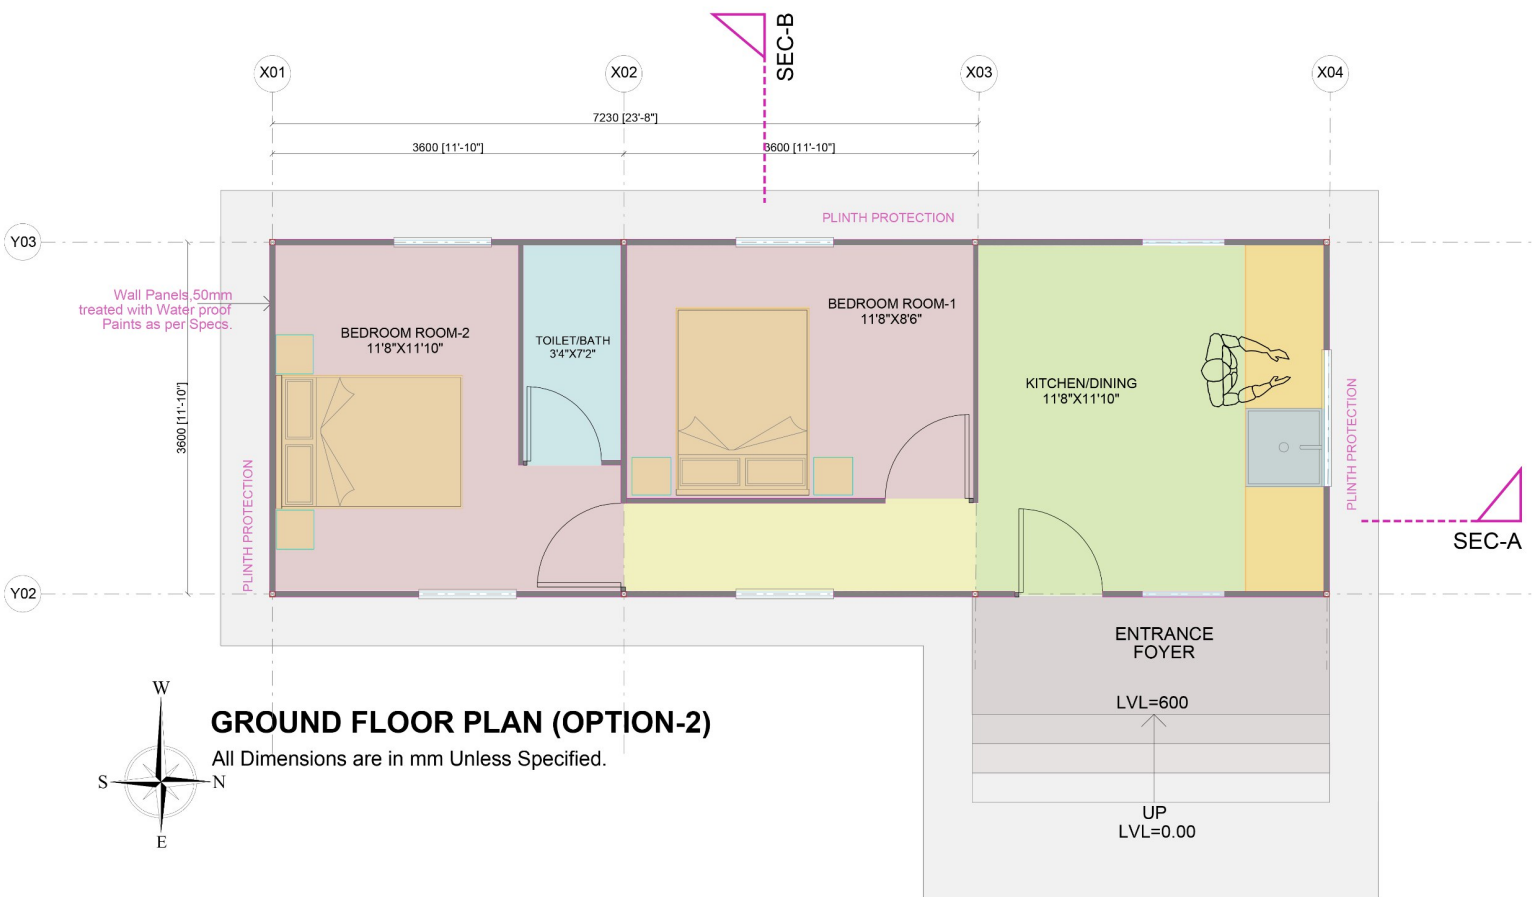 SEC-B
X01
X02
X03
X04
7230 [23'-8"]
3600 [11'-10"]
3600 [11'-10"]
PLINTH PROTECTION
Y03
Wall Panels,50mm
treated with Water proof
Paints as per Specs.
3600 [11'-10"]
BEDROOM ROOM-2
11'8"X11'10"
TOILET/BATH
3'4"X7'2"
BEDROOM ROOM-1
11'8"X8'6"
KITCHEN/DINING
11'8"X11'10"
PLINTH PROTECTION
PLINTH PROTECTION
SEC-A
Y02
ENTRANCE
FOYER
LVL=600
UP
LVL=0.00
W
S
N
E
GROUND FLOOR PLAN (OPTION-2)
All Dimensions are in mm Unless Specified.